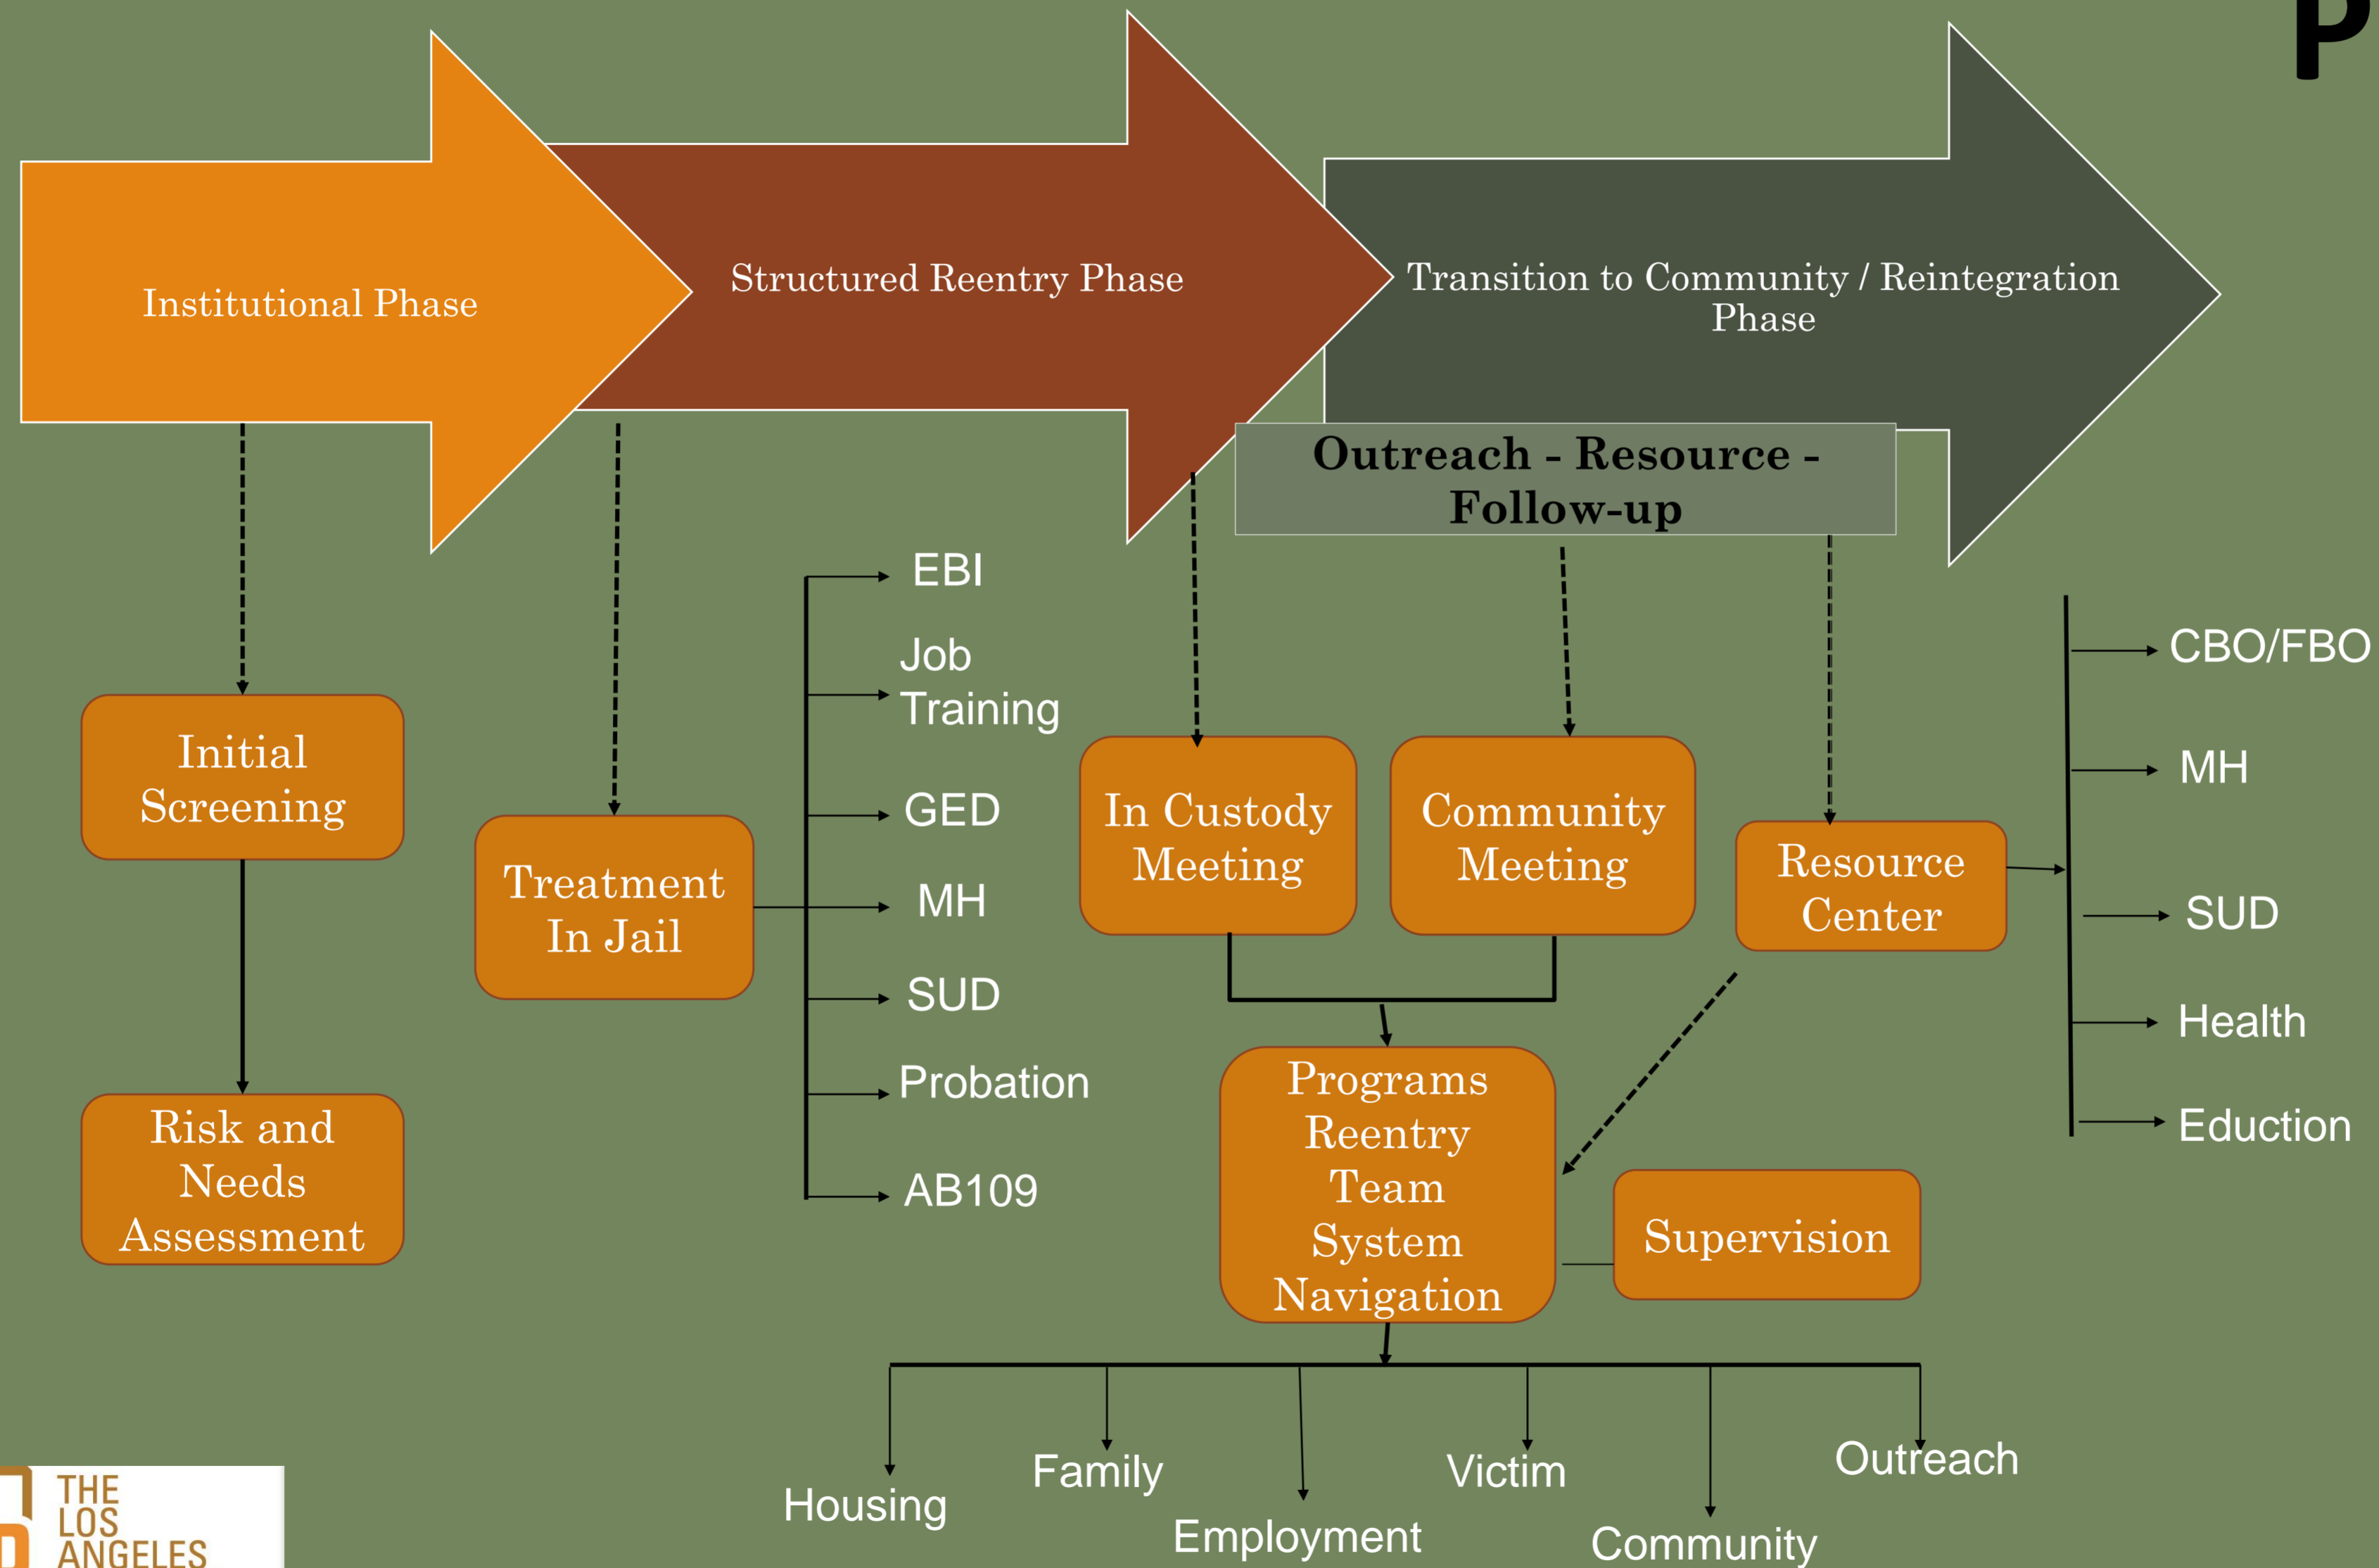 P
Institutional Phase
Structured Reentry Phase
Transition to Community / Reintegration
Phase
Outreach - Resource -
Follow-up
Initial
Screening
Risk and
Needs
Assessment
Treatment
In Jail
EBI
Job
Training
GED
MH
SUD
Probation
AB109
In Custody
Meeting
Community
Meeting
Resource
Center
CBO/FBO
MH
SUD
Health
Eduction
Programs
Reentry
Team
System
Navigation
Supervision
Housing
Family
Employment
Victim
Community
Outreach
THE
LOS
ANGELES